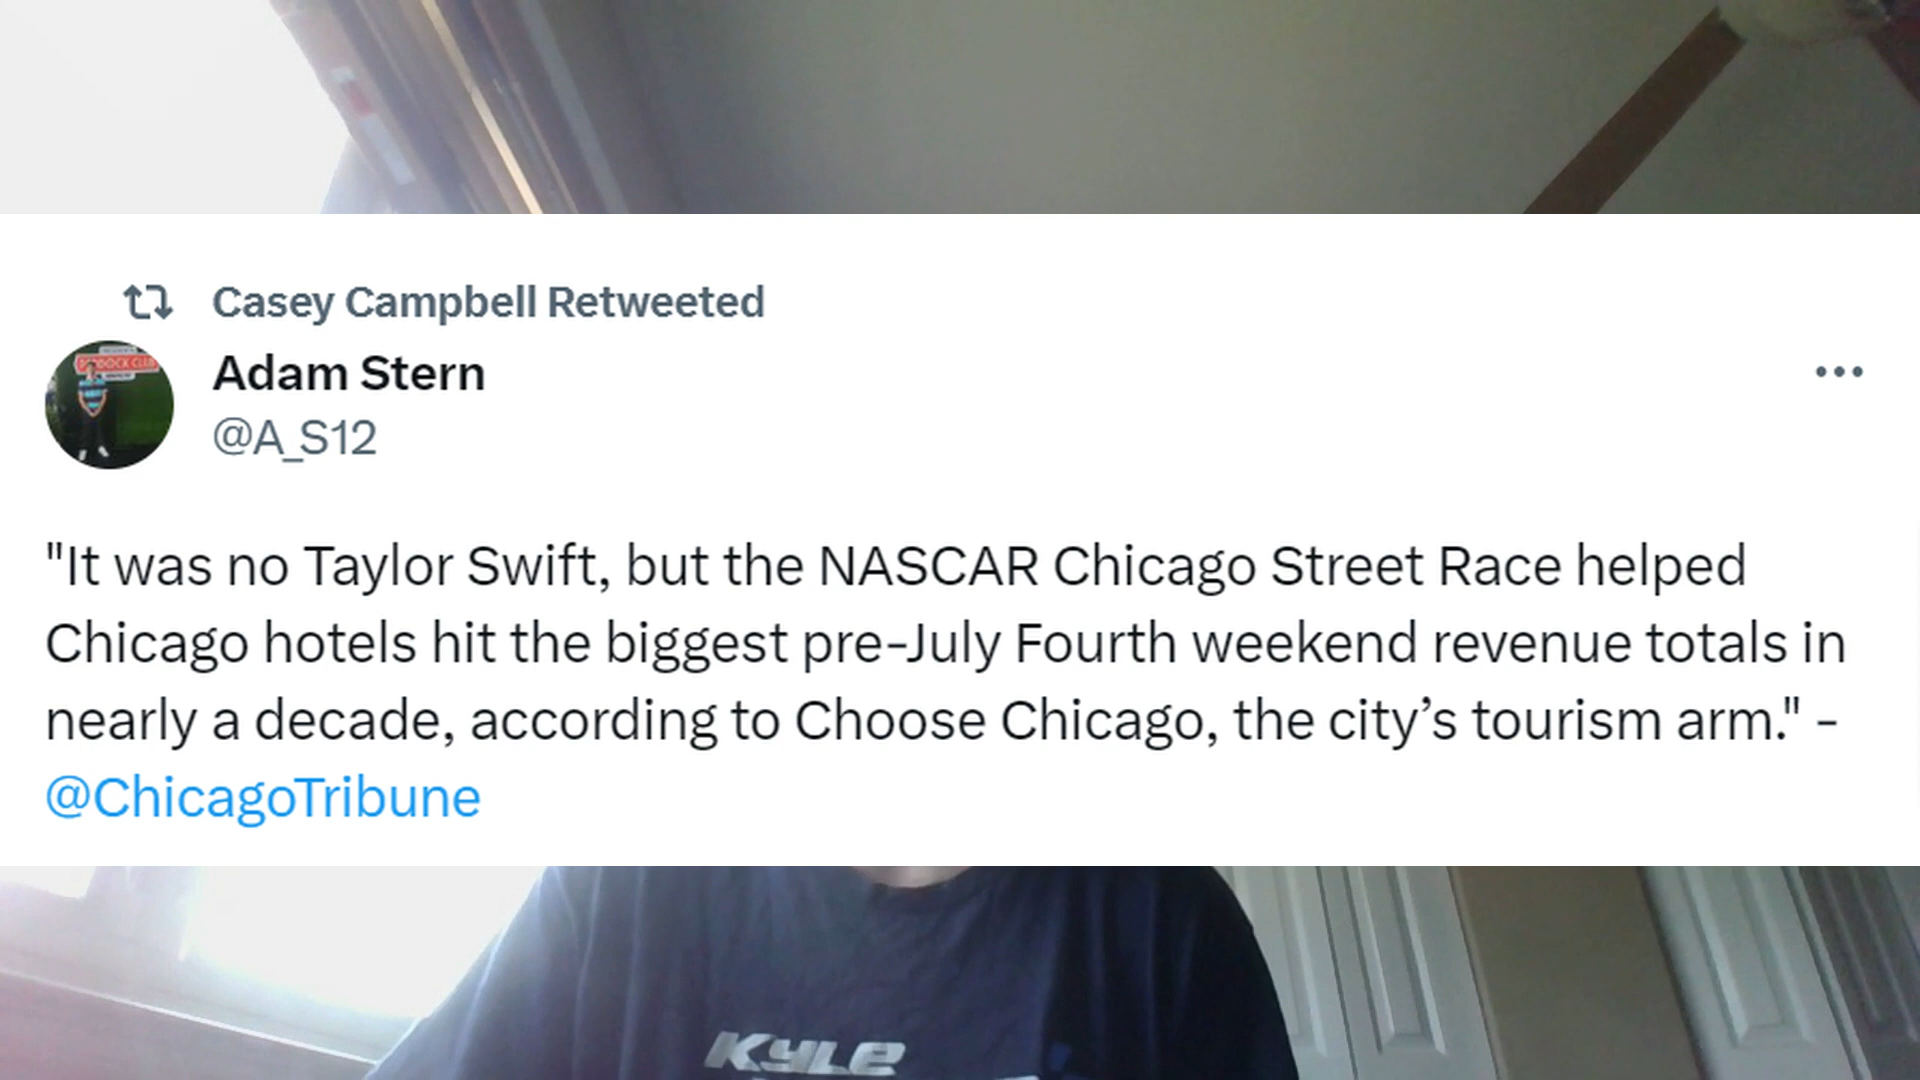 Casey Campbell Retweeted
Adam Stern
@A_S12
"It was no Taylor Swift, but the NASCAR Chicago Street Race helped
Chicago hotels hit the biggest pre-July Fourth weekend revenue totals in
nearly a decade, according to Choose Chicago, the city’s tourism arm." -
@ChicagoTribune
KYLE